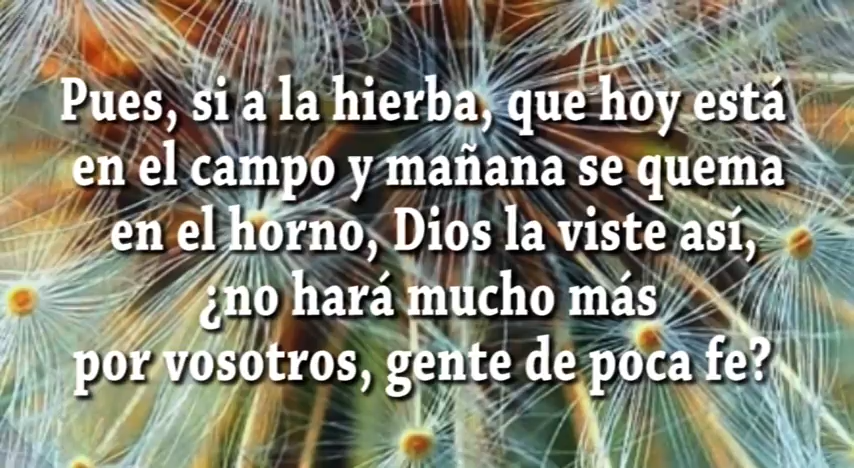 Pues, si a la hierba, que hoy está
en el campo y mañana se quema
en el horno, Dios la viste así,
¿no hará mucho más
por vosotros, gente de poca fe?